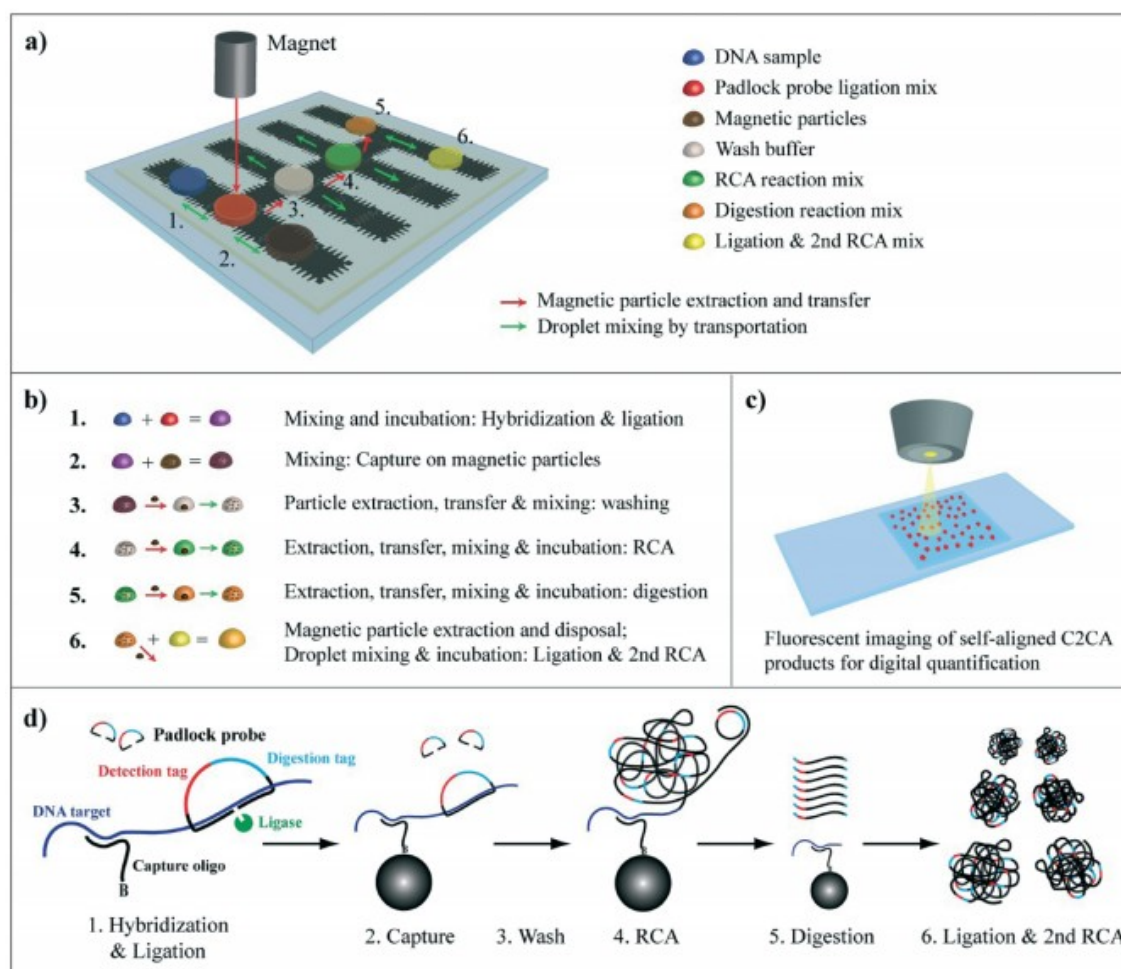 a)
Magnet
5.
6.
4.
3.
1.
2.
DNA sample
Padlock probe ligation mix
Magnetic particles
Wash buffer
RCA reaction mix
Digestion reaction mix
Ligation & 2nd RCA mix
Magnetic particle extraction and transfer
Droplet mixing by transportation
b)
1. + = Mixing and incubation: Hybridization & ligation
2. + = Mixing: Capture on magnetic particles
3. Particle extraction, transfer & mixing: washing
4. Extraction, transfer, mixing & incubation: RCA
5. Extraction, transfer, mixing & incubation: digestion
6. + = Magnetic particle extraction and disposal;
Droplet mixing & incubation: Ligation & 2nd RCA
c)
Fluorescent imaging of self-aligned C2CA
products for digital quantification
d)
Padlock probe
Detection tag
Digestion tag
DNA target
Ligase
Capture oligo
B
B
B
1. Hybridization
& Ligation
2. Capture
3. Wash
4. RCA
5. Digestion
6. Ligation & 2nd RCA